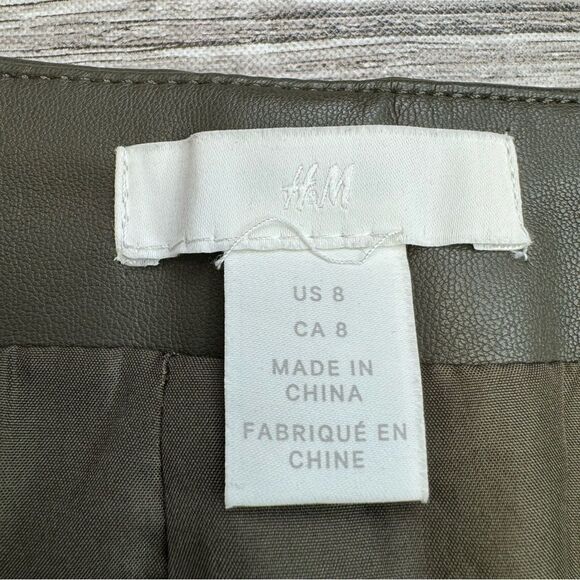 H&M
US 8
CA 8
MADE IN
CHINA
FABRIQUÉ EN
CHINE